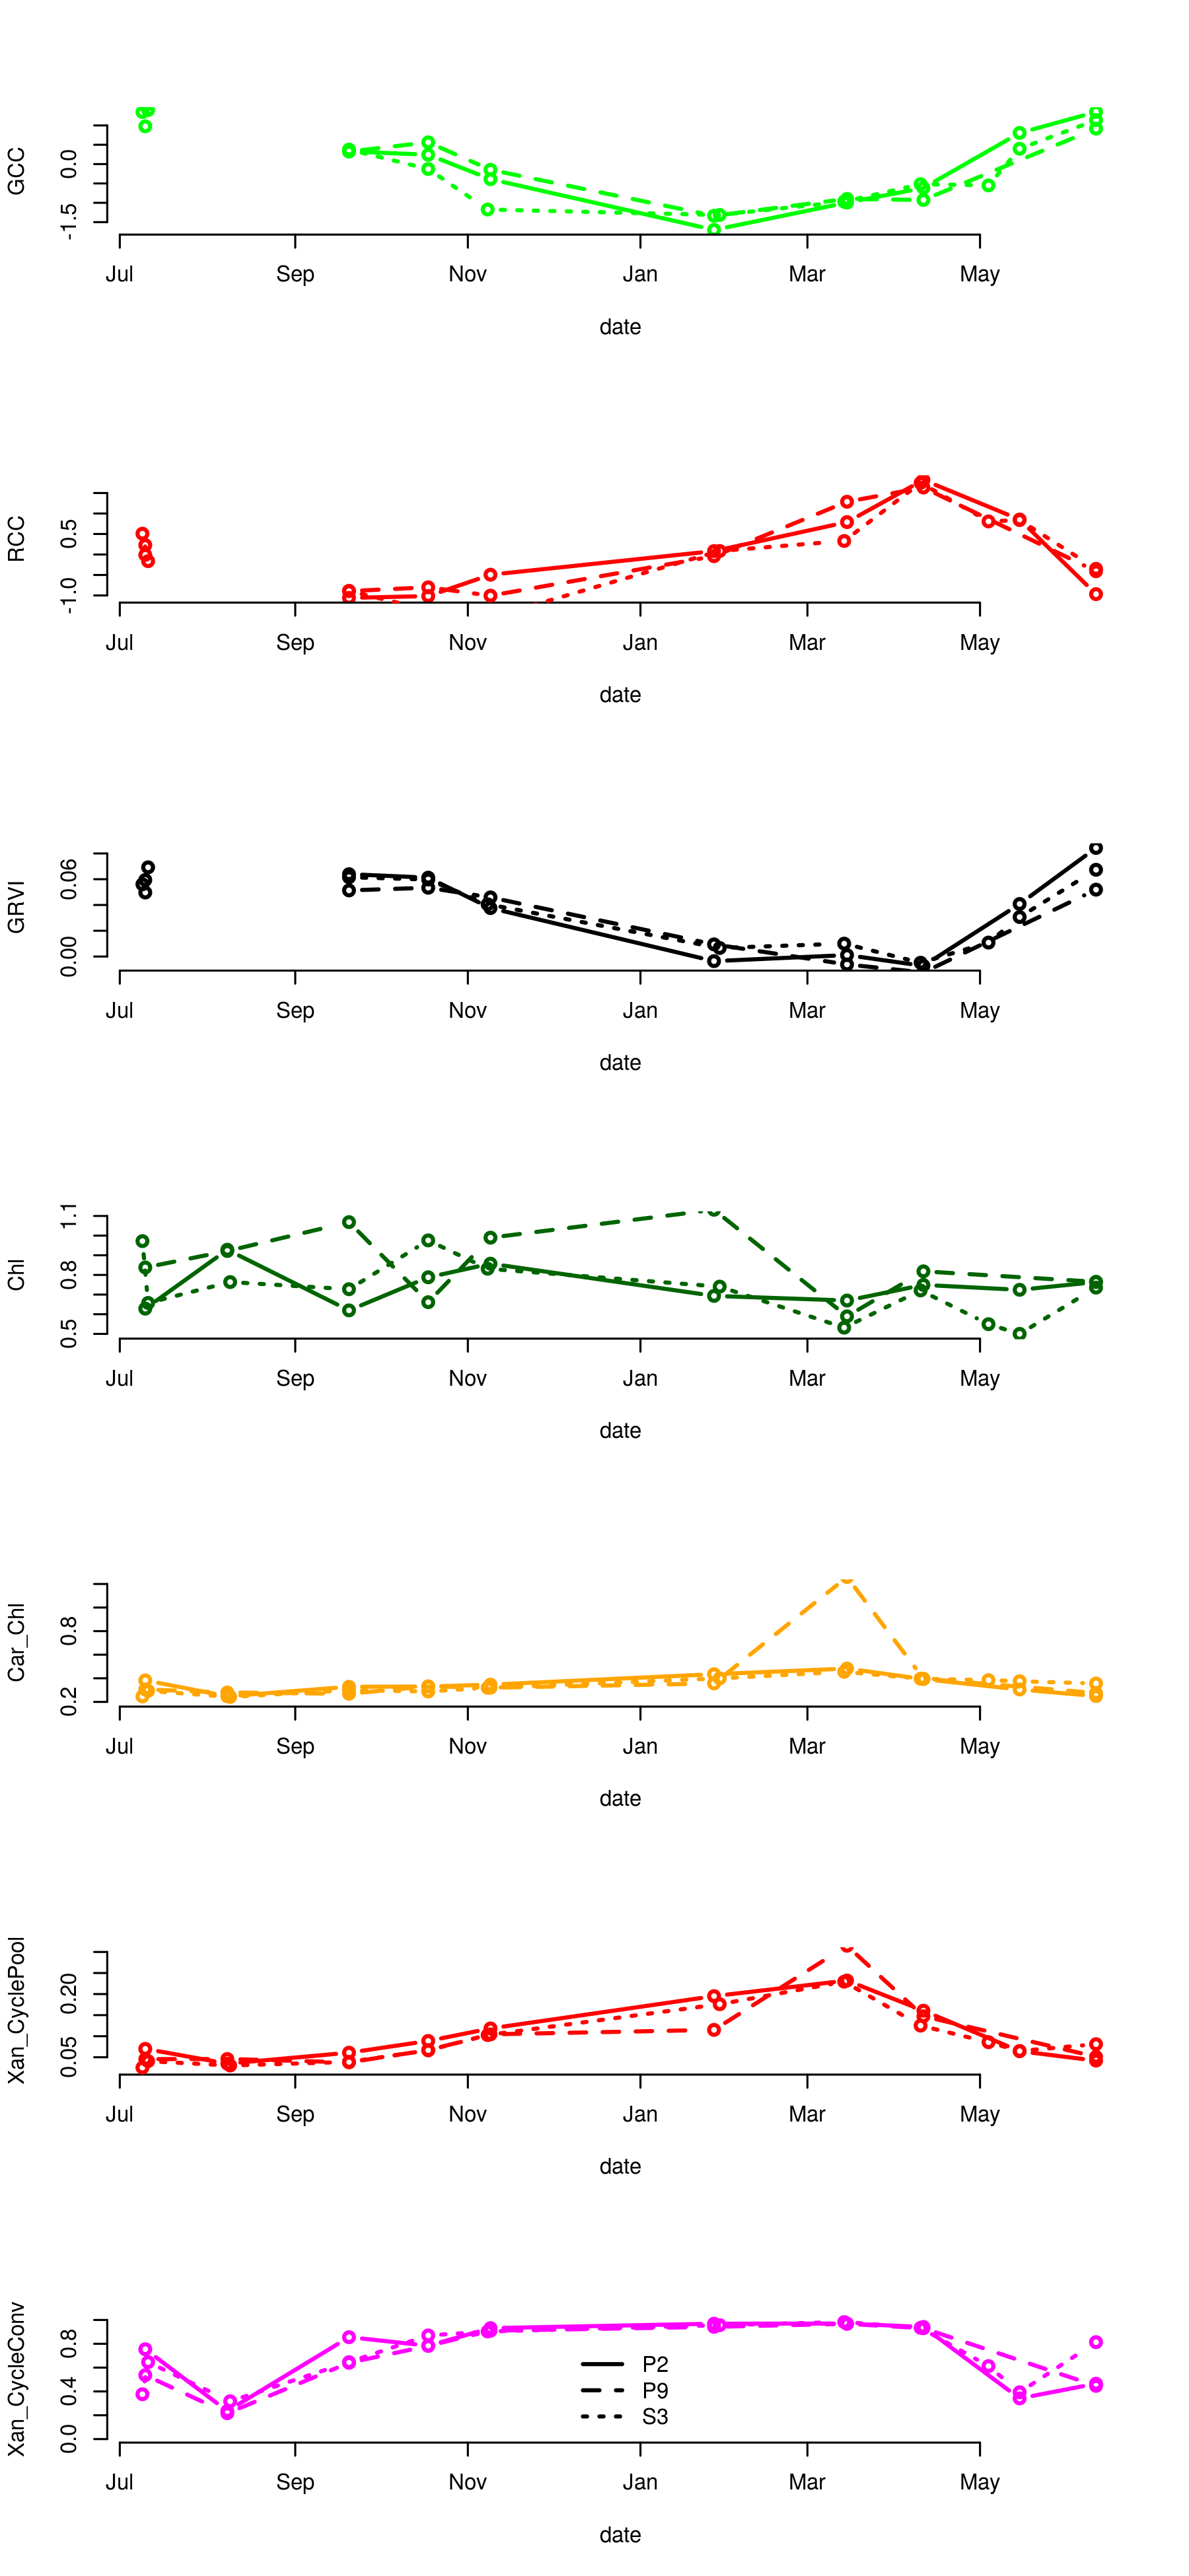 GCC
0.0
-1.5
Jul Sep Nov Jan Mar May
date
RCC
0.5
-1.0
Jul Sep Nov Jan Mar May
date
GRVI
0.06
0.00
Jul Sep Nov Jan Mar May
date
Chl
1.1
0.8
0.5
Jul Sep Nov Jan Mar May
date
Car_Chl
0.8
0.2
Jul Sep Nov Jan Mar May
date
Xan_CyclePool
0.20
0.05
Jul Sep Nov Jan Mar May
date
Xan_CycleConv
0.8
0.4
0.0
P2
P9
S3
Jul Sep Nov Jan Mar May
date